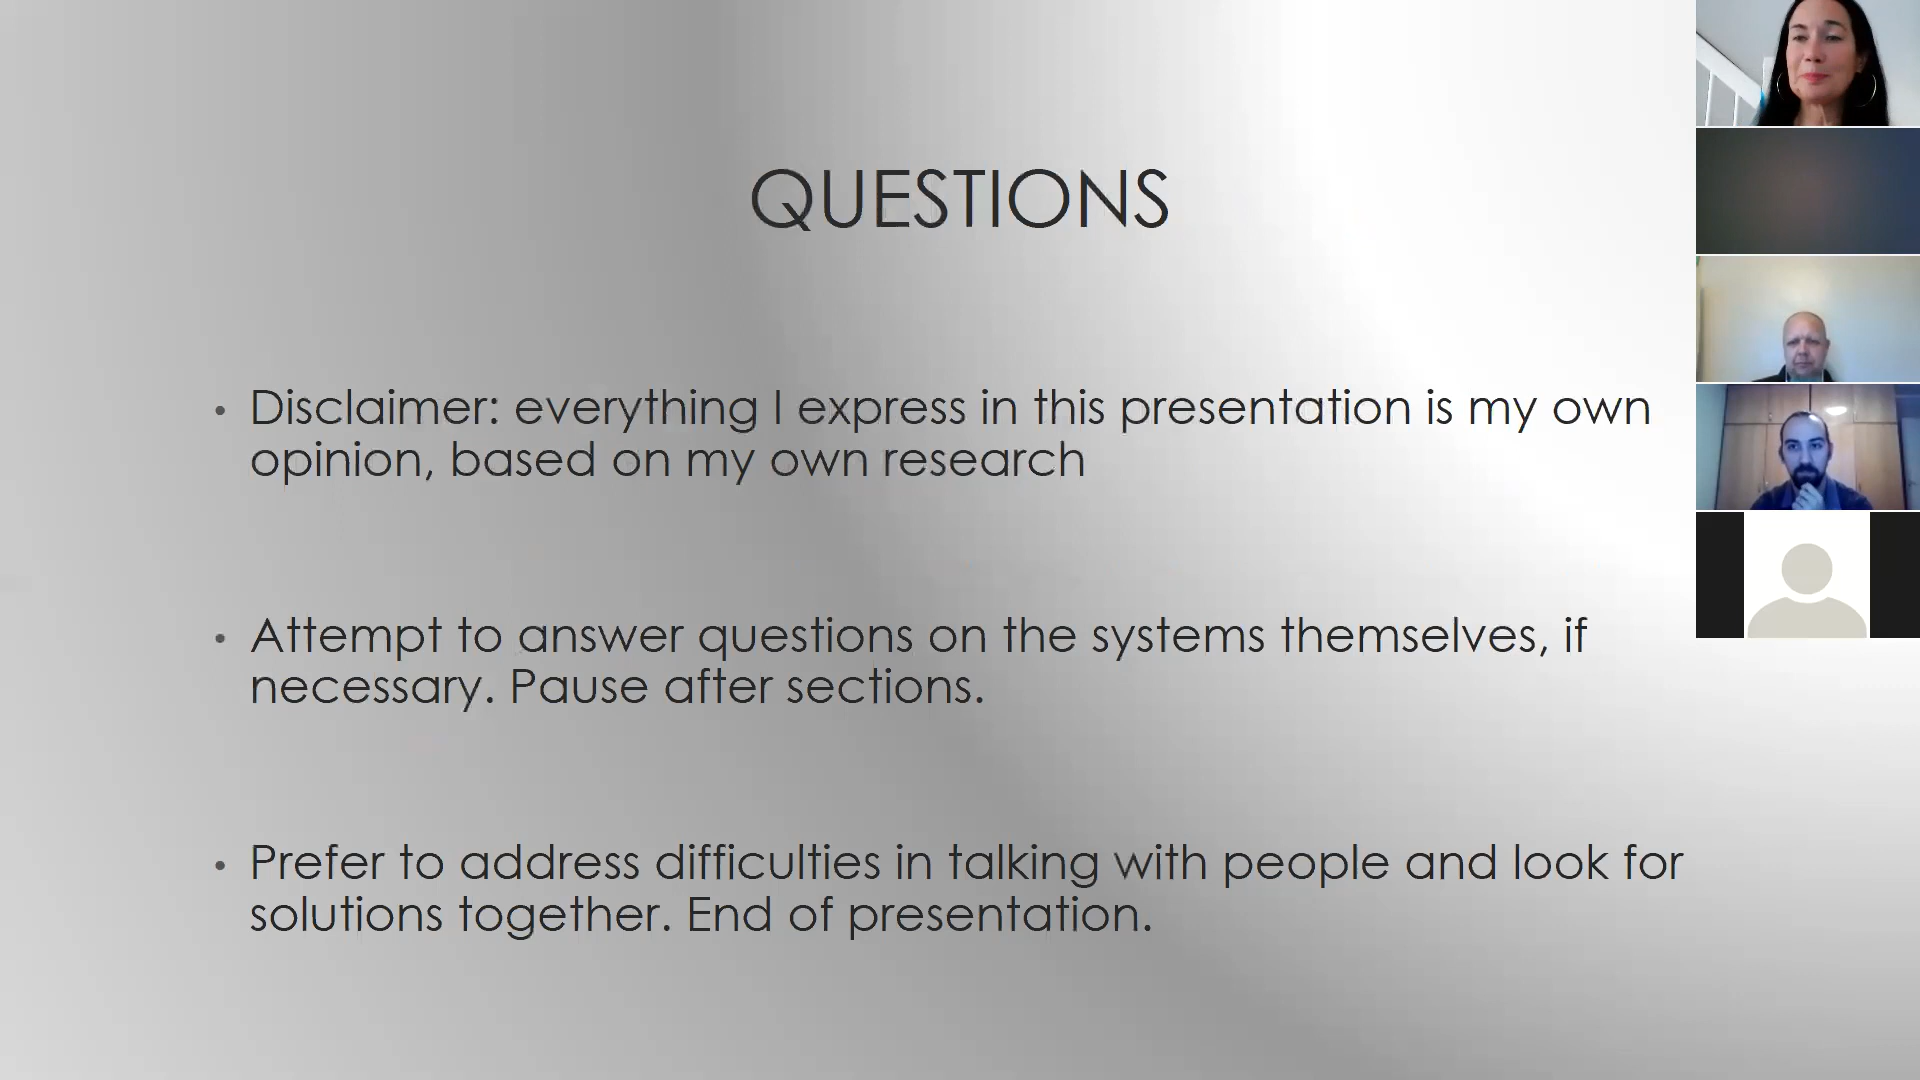 QUESTIONS
• Disclaimer: everything I express in this presentation is my own
opinion, based on my own research
• Attempt to answer questions on the systems themselves, if
necessary. Pause after sections.
• Prefer to address difficulties in talking with people and look for
solutions together. End of presentation.